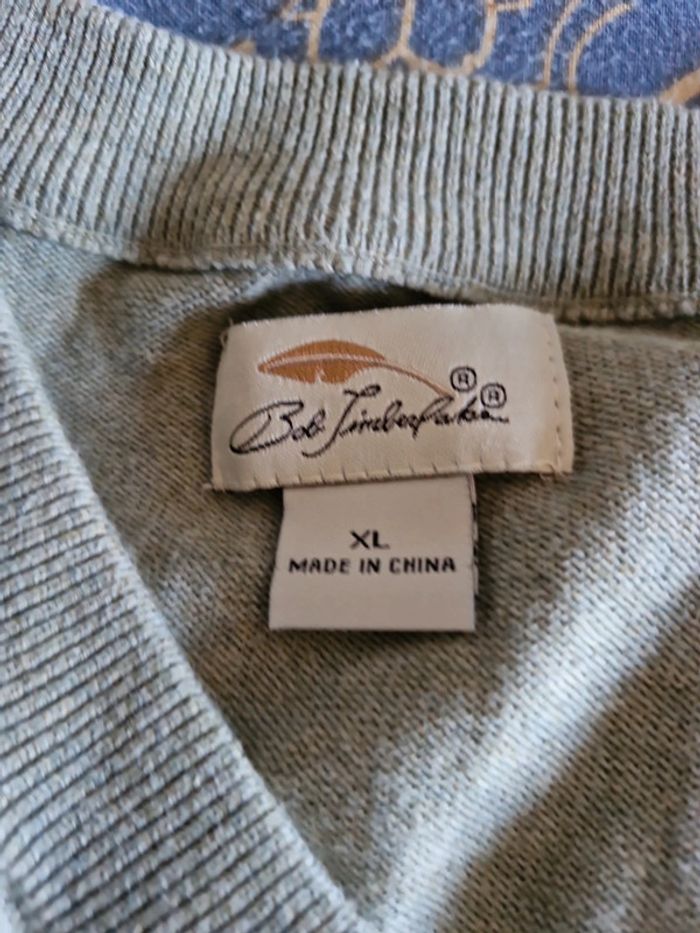 Bob Timberlake ® ®
XL
MADE IN CHINA